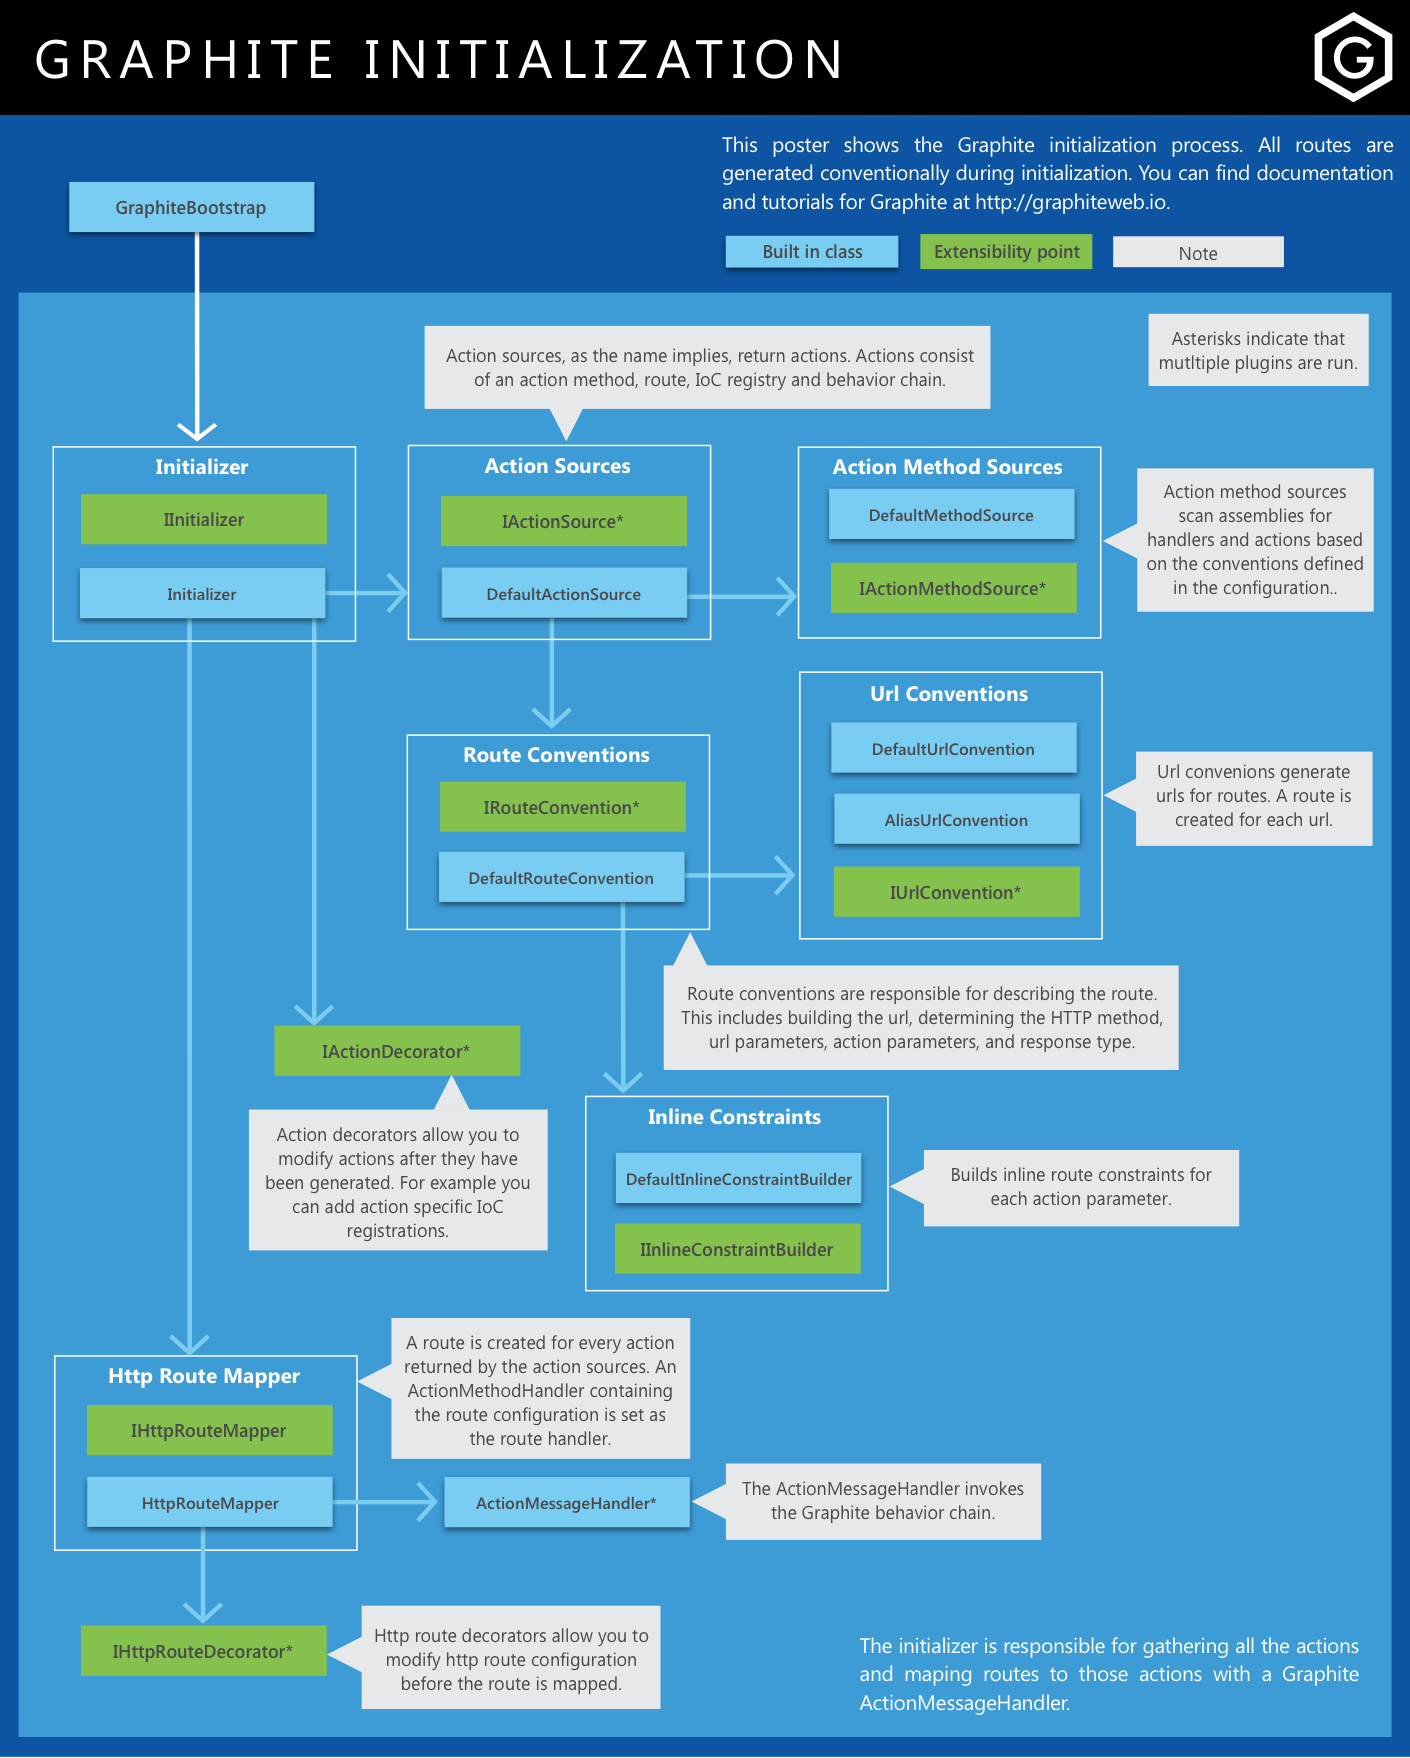 GRAPHITE INITIALIZATION
G
This poster shows the Graphite initialization process. All routes are
generated conventionally during initialization. You can find documentation
and tutorials for Graphite at http://graphiteweb.io.
GraphiteBootstrap
Built in class
Extensibility point
Note
Asterisks indicate that
mutltiple plugins are run.
Action sources, as the name implies, return actions. Actions consist
of an action method, route, IoC registry and behavior chain.
Initializer
IInitializer
Initializer
Action Sources
IActionSource*
DefaultActionSource
Action Method Sources
DefaultMethodSource
IActionMethodSource*
Action method sources
scan assemblies for
handlers and actions based
on the conventions defined
in the configuration..
Route Conventions
IRouteConvention*
DefaultRouteConvention
Url Conventions
DefaultUrlConvention
AliasUrlConvention
IUrlConvention*
Url convenions generate
urls for routes. A route is
created for each url.
Route conventions are responsible for describing the route.
This includes building the url, determining the HTTP method,
url parameters, action parameters, and response type.
IActionDecorator*
Action decorators allow you to
modify actions after they have
been generated. For example you
can add action specific IoC
registrations.
Inline Constraints
DefaultInlineConstraintBuilder
IInlineConstraintBuilder
Builds inline route constraints for
each action parameter.
Http Route Mapper
IHttpRouteMapper
HttpRouteMapper
A route is created for every action
returned by the action sources. An
ActionMethodHandler containing
the route configuration is set as
the route handler.
ActionMessageHandler*
The ActionMessageHandler invokes
the Graphite behavior chain.
IHttpRouteDecorator*
Http route decorators allow you to
modify http route configuration
before the route is mapped.
The initializer is responsible for gathering all the actions
and maping routes to those actions with a Graphite
ActionMessageHandler.